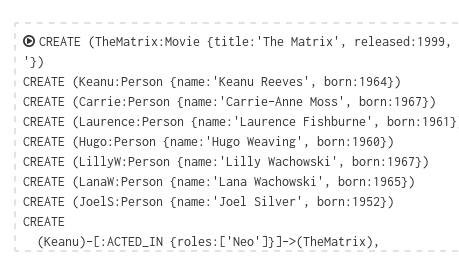 CREATE (TheMatrix:Movie {title:'The Matrix', released:1999,
'})
CREATE (Keanu:Person {name:'Keanu Reeves', born:1964})
CREATE (Carrie:Person {name:'Carrie-Anne Moss', born:1967})
CREATE (Laurence:Person {name:'Laurence Fishburne', born:1961}
CREATE (Hugo:Person {name:'Hugo Weaving', born:1960})
CREATE (LillyW:Person {name:'Lilly Wachowski', born:1967})
CREATE (LanaW:Person {name:'Lana Wachowski', born:1965})
CREATE (JoelS:Person {name:'Joel Silver', born:1952})
CREATE
(Keanu)-[:ACTED_IN {roles:['Neo']}]->(TheMatrix),